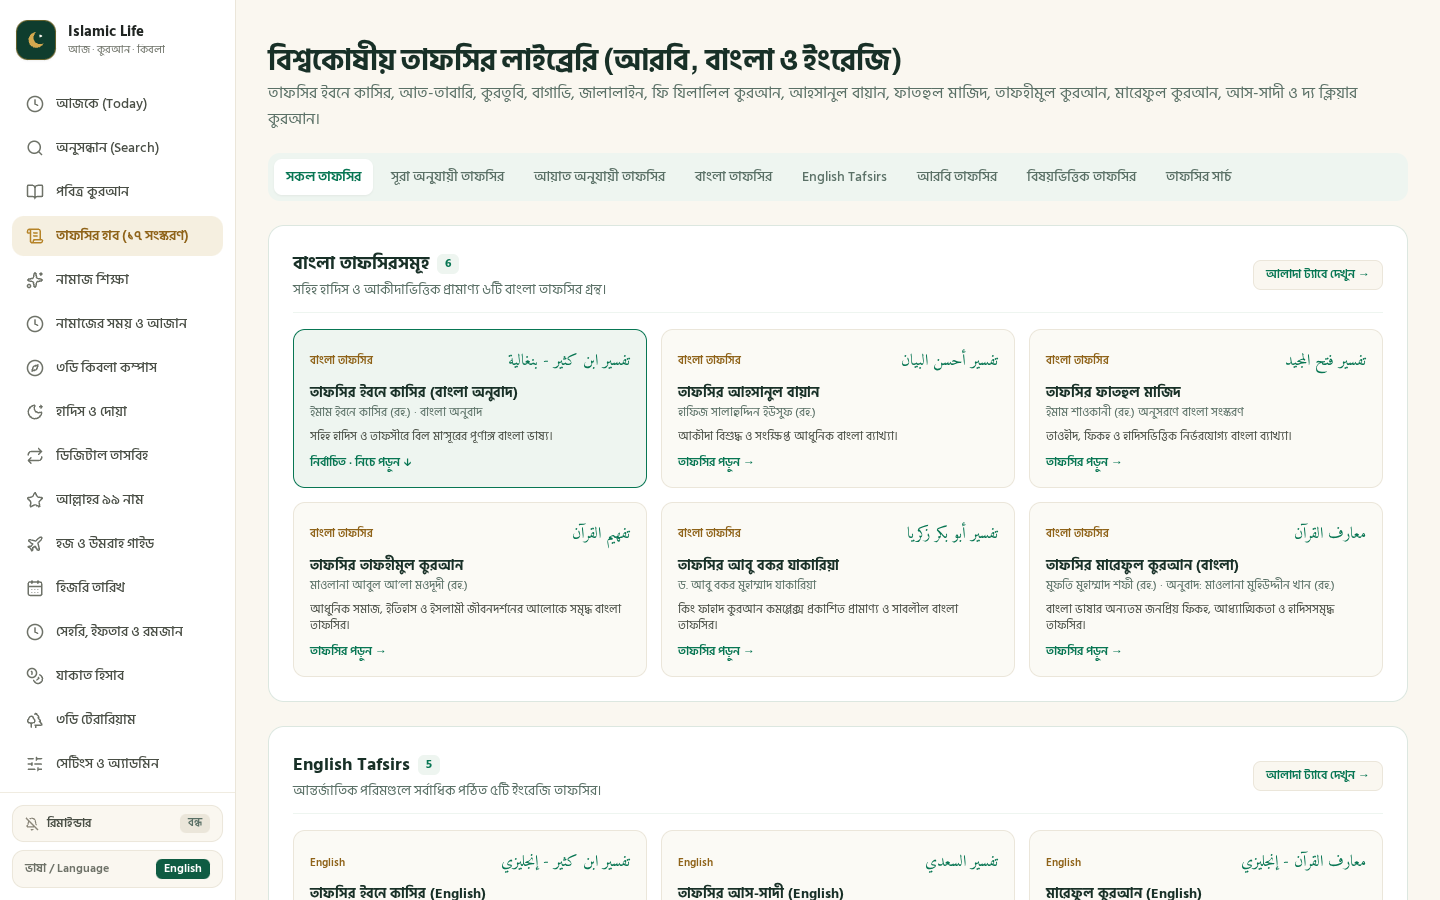 Islamic Life
আজ · কুরআন · কিবলা
আজকে (Today)
অনুসন্ধান (Search)
পবিত্র কুরআন
তাফসির হাব (১৭ সংস্করণ)
নামাজ শিক্ষা
নামাজের সময় ও আজান
৩ডি কিবলা কম্পাস
হাদিস ও দোয়া
ডিজিটাল তাসবিহ
আল্লাহর ৯৯ নাম
হজ ও উমরাহ গাইড
হিজরি তারিখ
সেহরি, ইফতার ও রমজান
যাকাত হিসাব
৩ডি টেরারিয়াম
সেটিংস ও অ্যাডমিন
রিমাইন্ডার বন্ধ
ভাষা / Language English
বিশ্বকোষীয় তাফসির লাইব্রেরি (আরবি, বাংলা ও ইংরেজি)
তাফসির ইবনে কাসির, আত-তাবারি, কুরতুবি, বাগাভি, জালালাইন, ফি যিলালিল কুরআন, আহসানুল বায়ান, ফাতহুল মাজিদ, তাফহীমুল কুরআন, মারেফুল কুরআন, আস-সাদী ও দ্য ক্লিয়ার
কুরআন।
সকল তাফসির সূরা অনুযায়ী তাফসির আয়াত অনুযায়ী তাফসির বাংলা তাফসির English Tafsirs আরবি তাফসির বিষয়ভিত্তিক তাফসির তাফসির সার্চ
বাংলা তাফসিরসমূহ 6
সহিহ হাদিস ও আকীদাভিত্তিক প্রামাণ্য ৬টি বাংলা তাফসির গ্রন্থ।
আলাদা ট্যাবে দেখুন →
বাংলা তাফসির تفسير ابن كثير - بنغالية
তাফসির ইবনে কাসির (বাংলা অনুবাদ)
ইমাম ইবনে কাসির (রহ.) · বাংলা অনুবাদ
সহিহ হাদিস ও তাফসীরে বিল মা'সূরের পূর্ণাঙ্গ বাংলা ভাষ্য।
নির্বাচিত · নিচে পড়ুন ↓
বাংলা তাফসির تفسير أحسن البيان
তাফসির আহসানুল বায়ান
হাফিজ সালাহুদ্দিন ইউসুফ (রহ.)
আকীদা বিশুদ্ধ ও সংক্ষিপ্ত আধুনিক বাংলা ব্যাখ্যা।
তাফসির পড়ুন →
বাংলা তাফসির تفسير فتح المجيد
তাফসির ফাতহুল মাজিদ
ইমাম শাওকানী (রহ.) অনুসরণে বাংলা সংস্করণ
তাওহীদ, ফিকহ ও হাদিসভিত্তিক নির্ভরযোগ্য বাংলা ব্যাখ্যা।
তাফসির পড়ুন →
বাংলা তাফসির تفهيم القرآن
তাফসির তাফহীমুল কুরআন
মাওলানা আবুল আ'লা মওদূদী (রহ.)
আধুনিক সমাজ, ইতিহাস ও ইসলামী জীবনদর্শনের আলোকে সমৃদ্ধ বাংলা
তাফসির।
তাফসির পড়ুন →
বাংলা তাফসির تفسير أبو بكر زكريا
তাফসির আবু বকর যাকারিয়া
ড. আবু বকর মুহাম্মাদ যাকারিয়া
কিং ফাহাদ কুরআন কমপ্লেক্স প্রকাশিত প্রামাণ্য ও সাবলীল বাংলা
তাফসির।
তাফসির পড়ুন →
বাংলা তাফসির معارف القرآن
তাফসির মারেফুল কুরআন (বাংলা)
মুফতি মুহাম্মাদ শফী (রহ.) · অনুবাদ: মাওলানা মুহিউদ্দীন খান (রহ.)
বাংলা ভাষার অন্যতম জনপ্রিয় ফিকহ, আধ্যাত্মিকতা ও হাদিসসমৃদ্ধ
তাফসির।
তাফসির পড়ুন →
English Tafsirs 5
আন্তর্জাতিক পরিমণ্ডলে সর্বাধিক পঠিত ৫টি ইংরেজি তাফসির।
আলাদা ট্যাবে দেখুন →
English تفسير ابن كثير - إنجليزي
তাফসির ইবনে কাসির (English)
English تفسير السعدي
তাফসির আস-সাদী (English)
English معارف القرآن - إنجليزي
মারেফুল কুরআন (English)